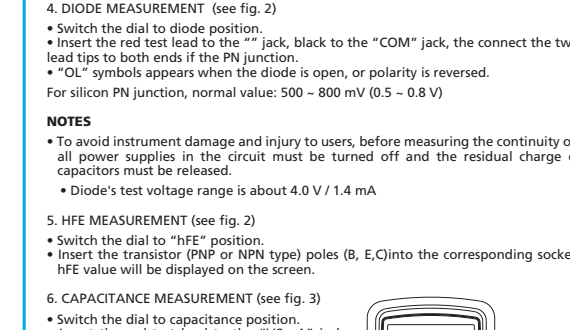 4. DIODE MEASUREMENT (see fig. 2)
• Switch the dial to diode position.
• Insert the red test lead to the “” jack, black to the “COM” jack, the connect the tw
lead tips to both ends if the PN junction.
• “OL” symbols appears when the diode is open, or polarity is reversed.
For silicon PN junction, normal value: 500 ~ 800 mV (0.5 ~ 0.8 V)
NOTES
• To avoid instrument damage and injury to users, before measuring the continuity o
all power supplies in the circuit must be turned off and the residual charge
capacitors must be released.
• Diode's test voltage range is about 4.0 V / 1.4 mA
5. HFE MEASUREMENT (see fig. 2)
• Switch the dial to “hFE” position.
• Insert the transistor (PNP or NPN type) poles (B, E,C)into the corresponding socke
hFE value will be displayed on the screen.
6. CAPACITANCE MEASUREMENT (see fig. 3)
• Switch the dial to capacitance position.